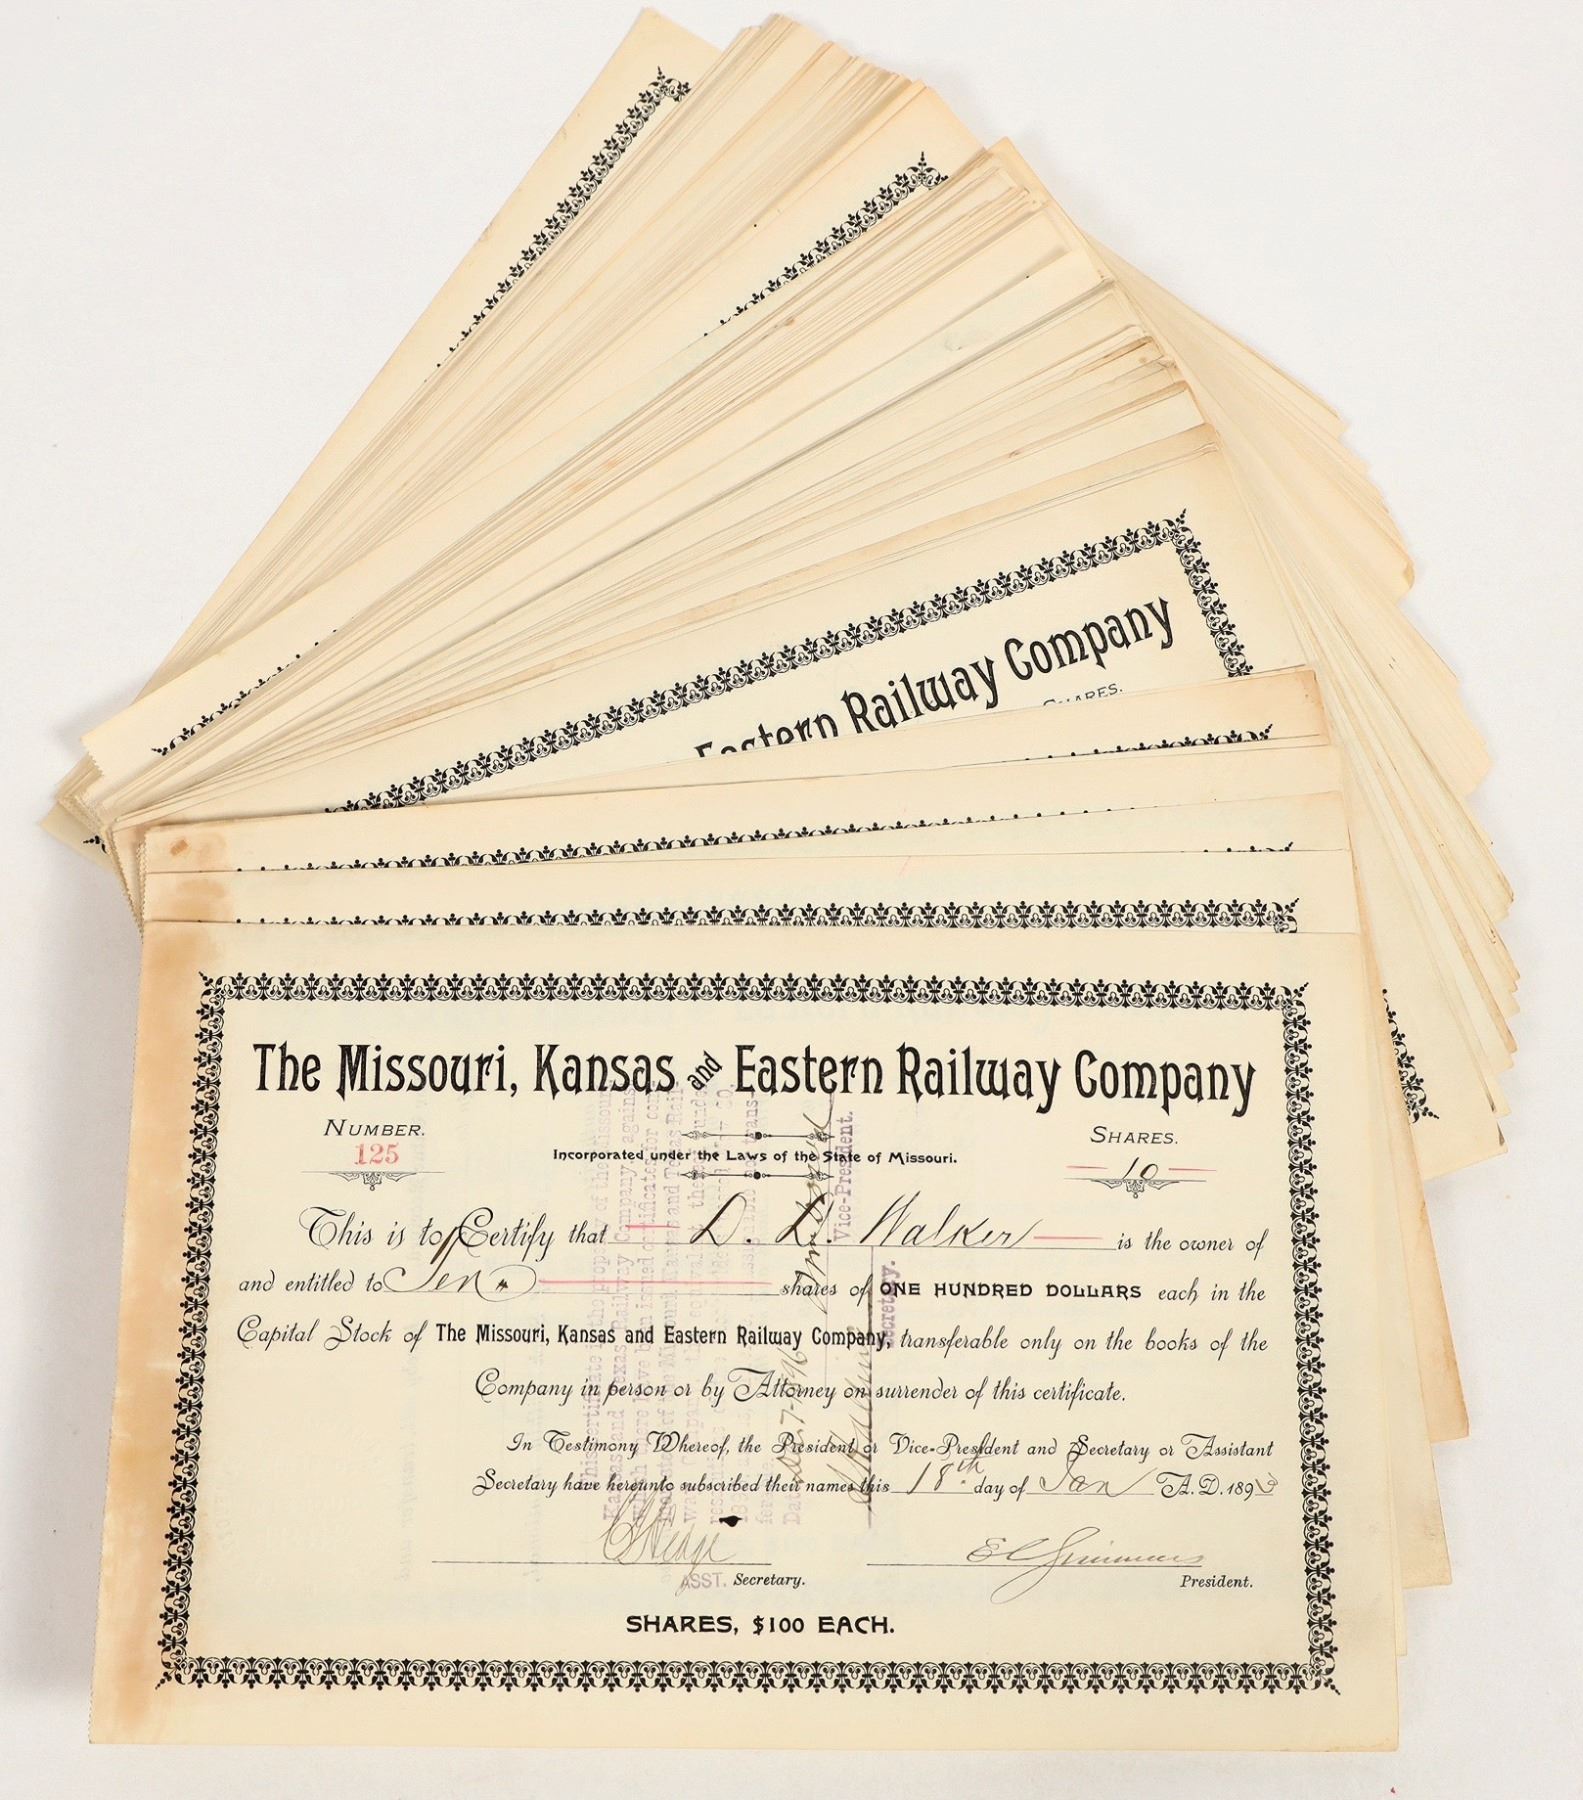 Eastern Railway Company
SHARES.
The Missouri, Kansas and Eastern Railway Company
NUMBER.
125
SHARES.
10
Incorporated under the Laws of the State of Missouri.
This is to Certify that D. D. Walker is the owner of
and entitled to Ten shares of ONE HUNDRED DOLLARS each in the
Capital Stock of The Missouri, Kansas and Eastern Railway Company, transferable only on the books of the
Company in person or by Attorney on surrender of this certificate.
In Testimony Whereof, the President or Vice-President and Secretary or Assistant
Secretary have hereunto subscribed their names this 18th day of Jan A. D. 1893
C G Hedge
E C Simmons
ASST. Secretary.
President.
SHARES, $100 EACH.
Vice-President.
Secretary.